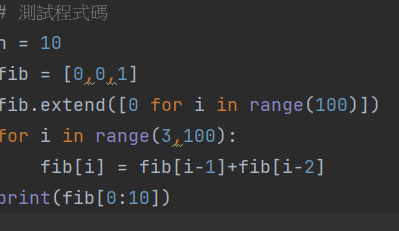 # 測試程式碼
n = 10
fib = [0,0,1]
fib.extend([0 for i in range(100)])
for i in range(3,100):
    fib[i] = fib[i-1]+fib[i-2]
print(fib[0:10])